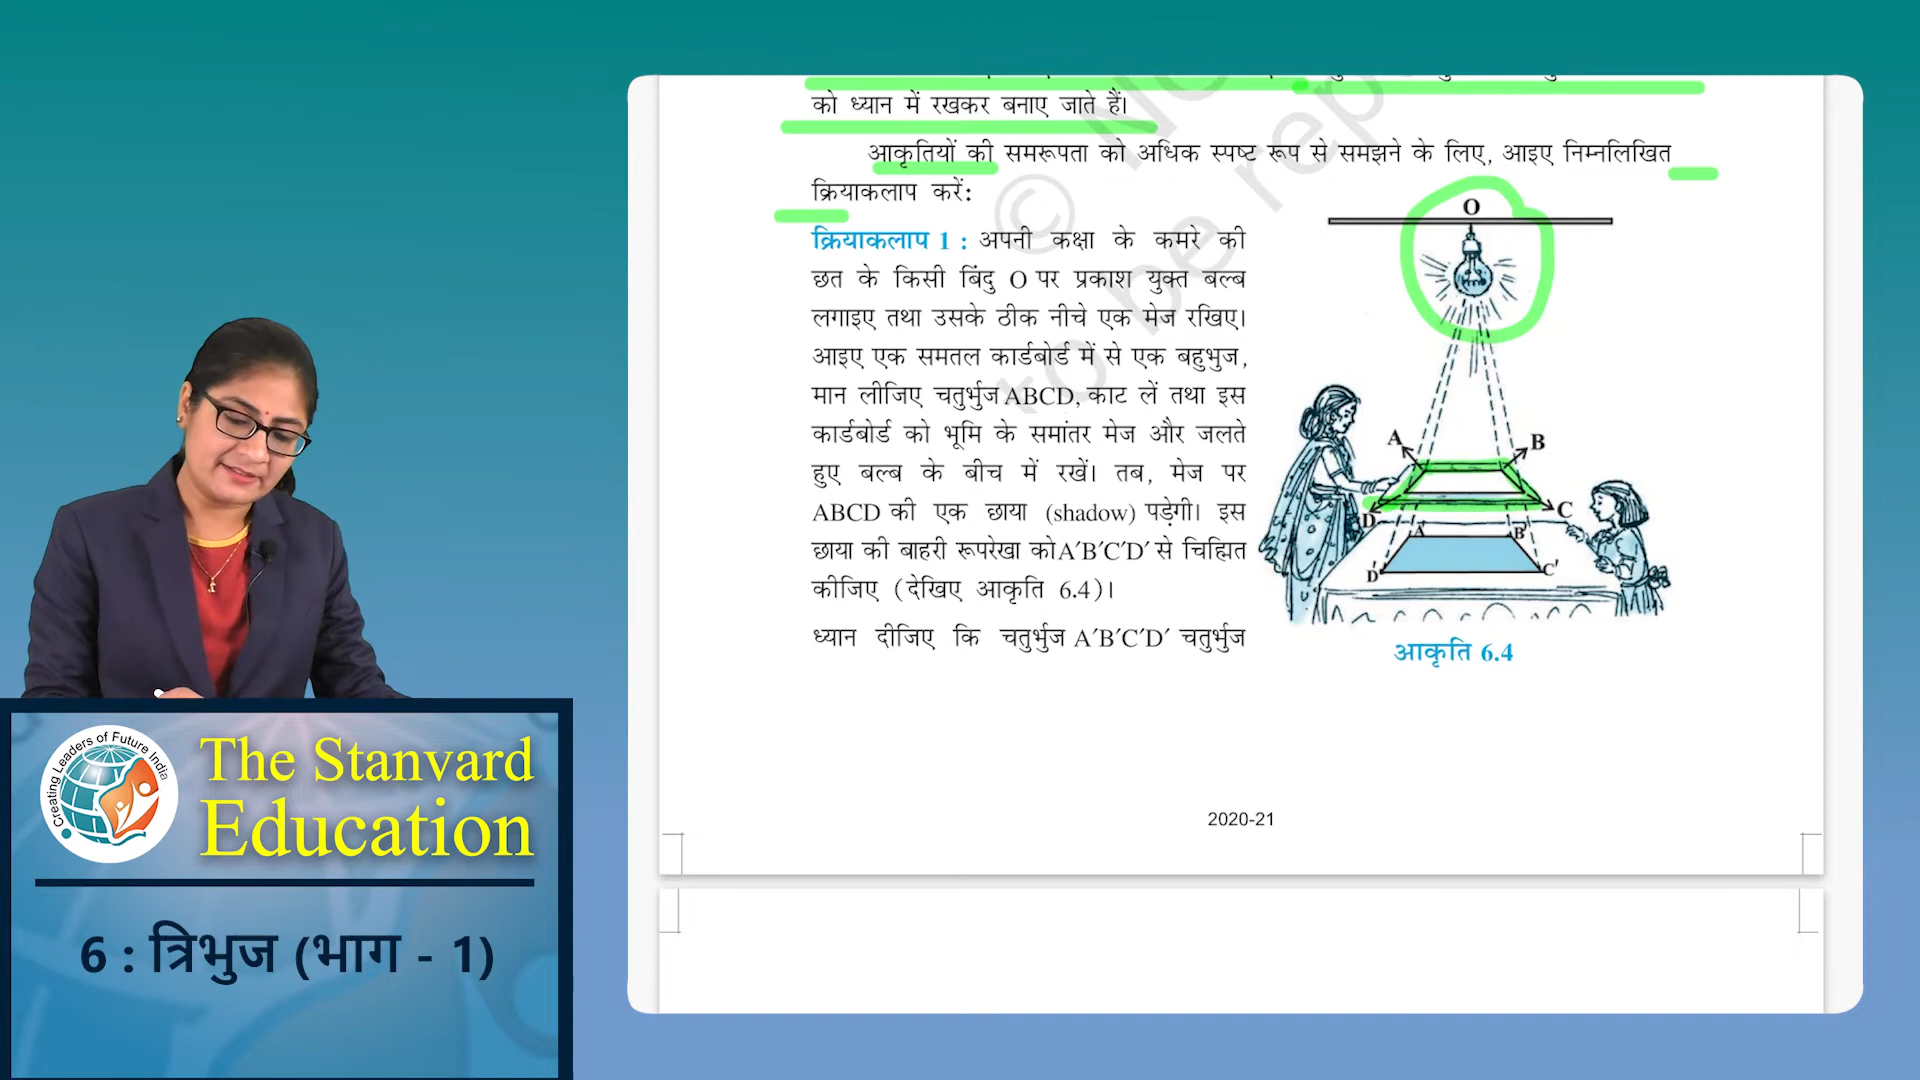 को ध्यान में रखकर बनाए जाते हैं।
आकृतियों की समरूपता को अधिक स्पष्ट रूप से समझने के लिए, आइए निम्नलिखित
क्रियाकलाप करें:
क्रियाकलाप 1 : अपनी कक्षा के कमरे की
छत के किसी बिंदु O पर प्रकाश युक्त बल्ब
लगाइए तथा उसके ठीक नीचे एक मेज रखिए।
आइए एक समतल कार्डबोर्ड में से एक बहुभुज,
मान लीजिए चतुर्भुज ABCD, काट लें तथा इस
कार्डबोर्ड को भूमि के समांतर मेज और जलते
हुए बल्ब के बीच में रखें। तब, मेज पर
ABCD की एक छाया (shadow) पड़ेगी। इस
छाया की बाहरी रूपरेखा को A′B′C′D′ से चिह्मित
कीजिए (देखिए आकृति 6.4)।
ध्यान दीजिए कि चतुर्भुज A′B′C′D′ चतुर्भुज
O
A
B
D
C
A′
B′
D′
C′
आकृति 6.4
2020-21
©
to be rep
Creating Leaders of Future India
The Stanvard
Education
6 : त्रिभुज (भाग - 1)